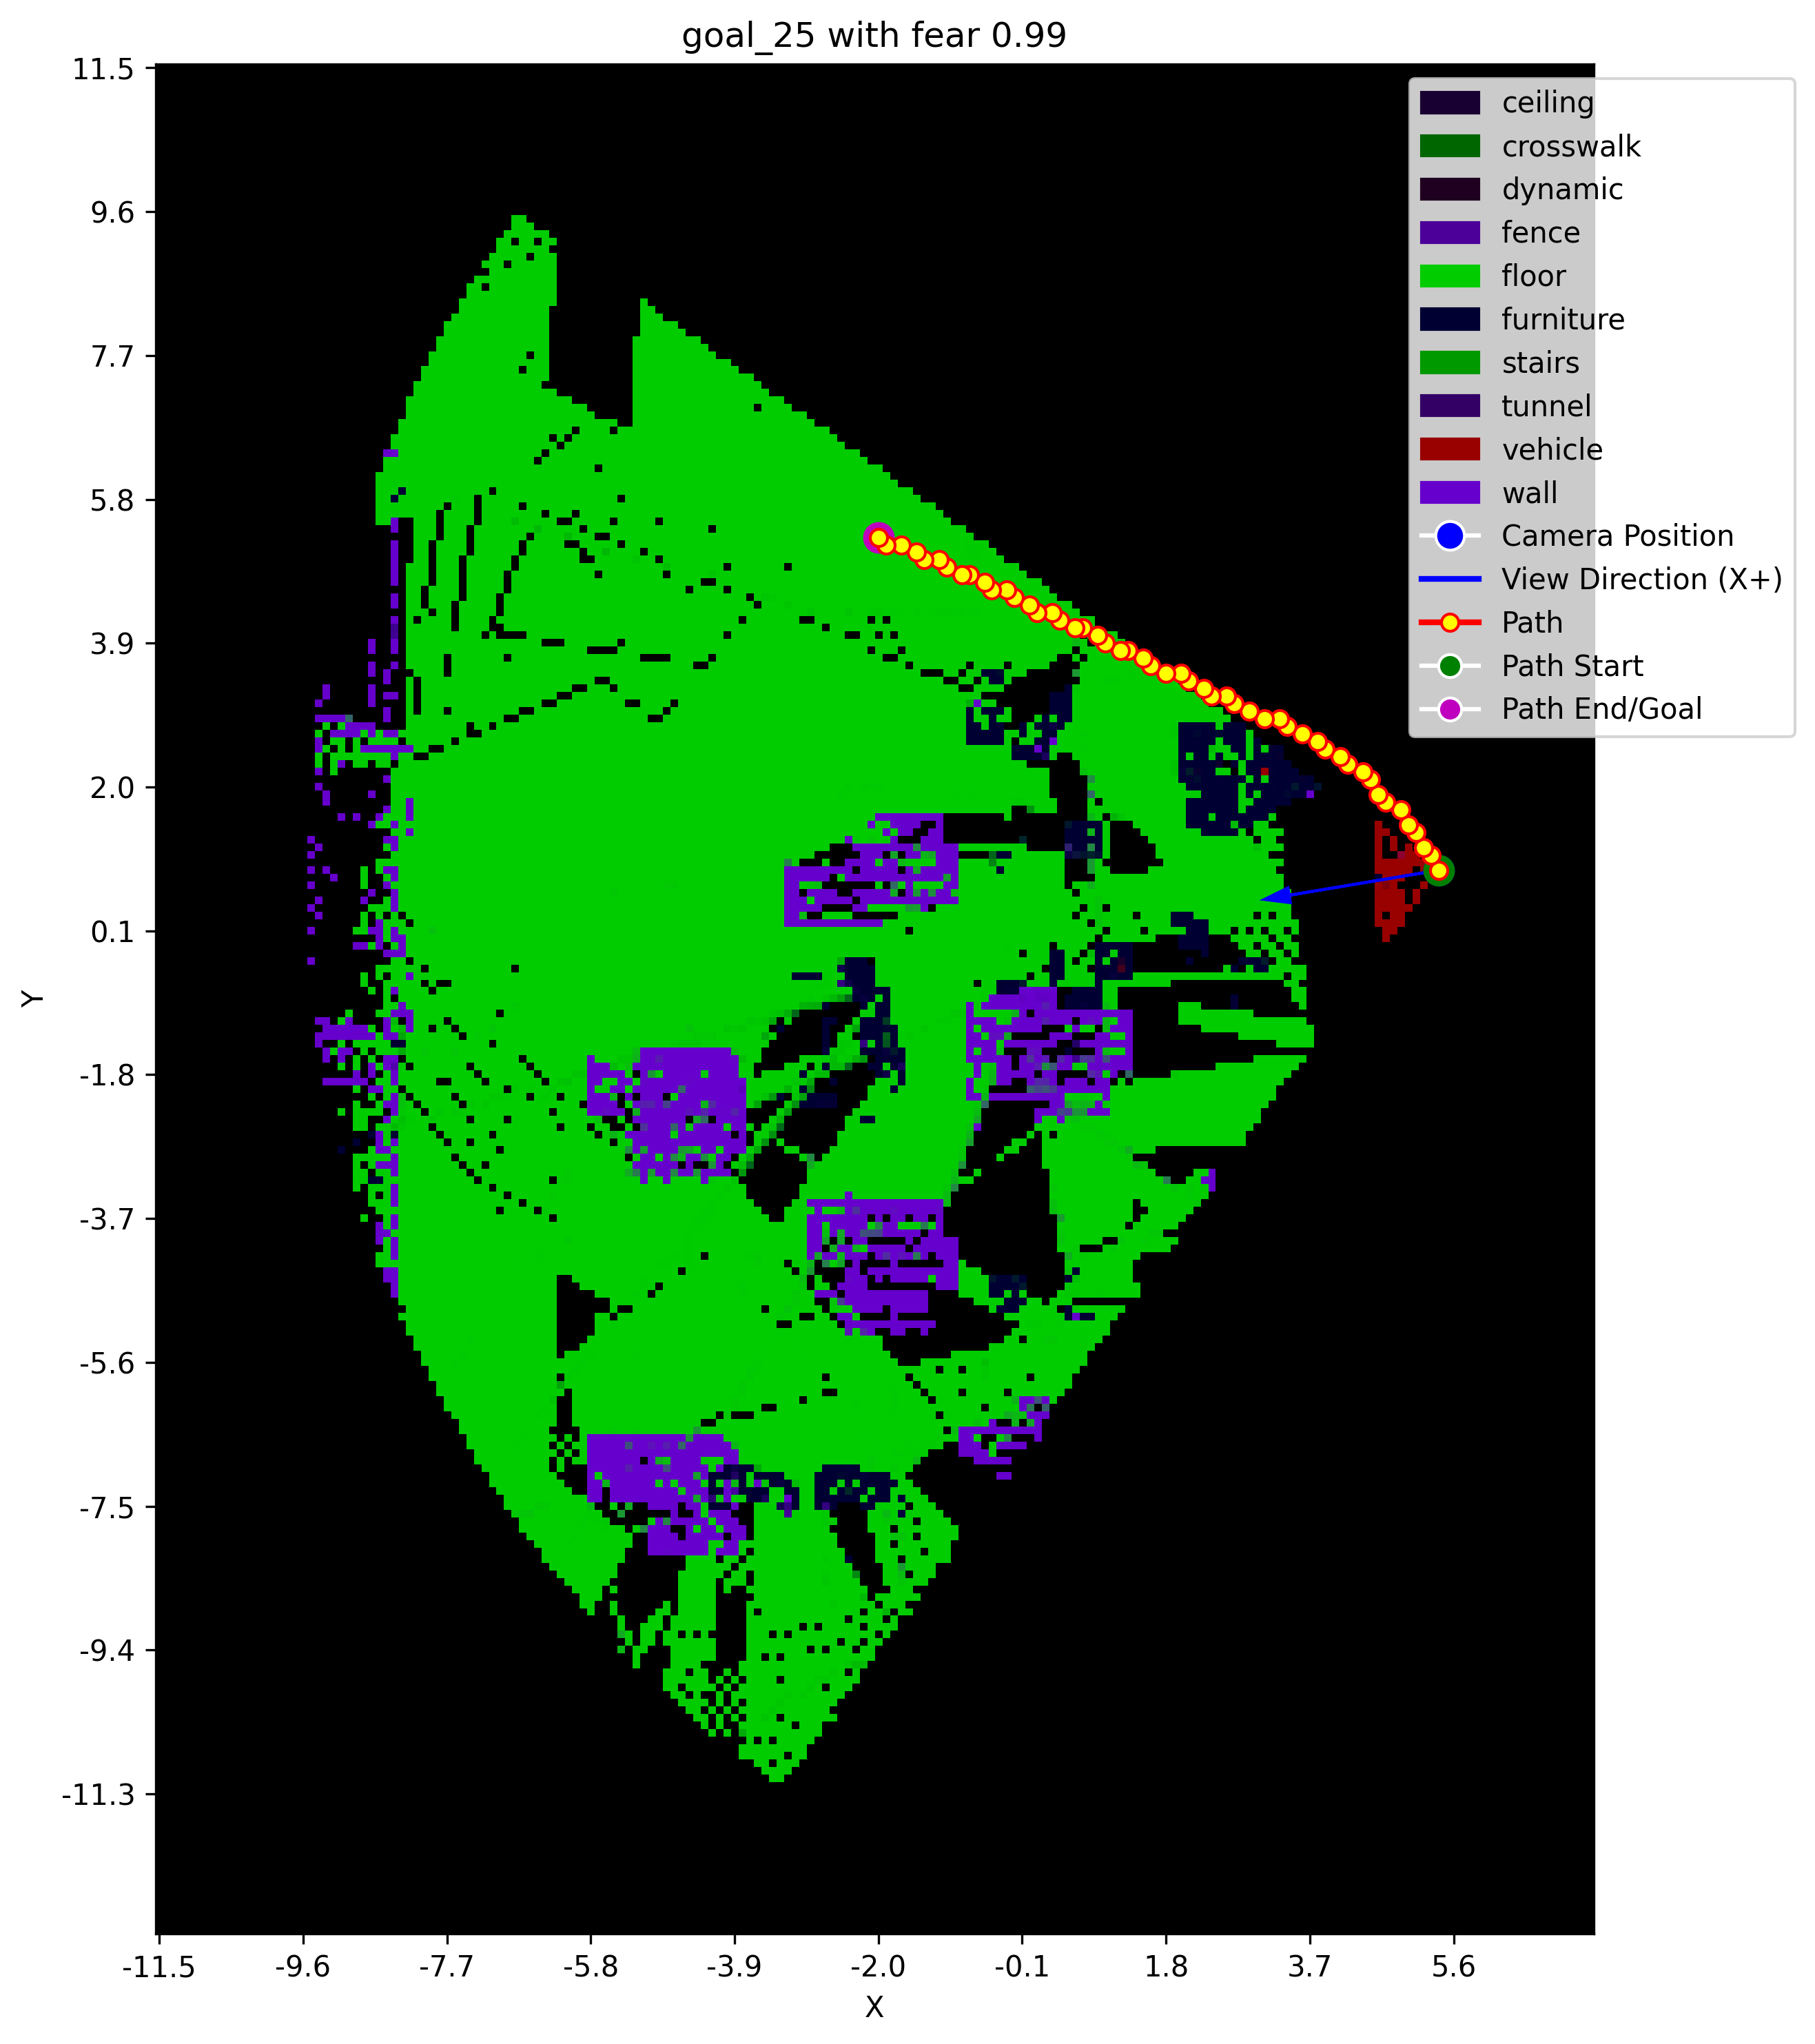 goal_25 with fear 0.99
11.5
9.6
7.7
5.8
3.9
2.0
0.1
-1.8
-3.7
-5.6
-7.5
-9.4
-11.3
Y
-11.5 -9.6 -7.7 -5.8 -3.9 -2.0 -0.1 1.8 3.7 5.6
X
ceiling
crosswalk
dynamic
fence
floor
furniture
stairs
tunnel
vehicle
wall
Camera Position
View Direction (X+)
Path
Path Start
Path End/Goal